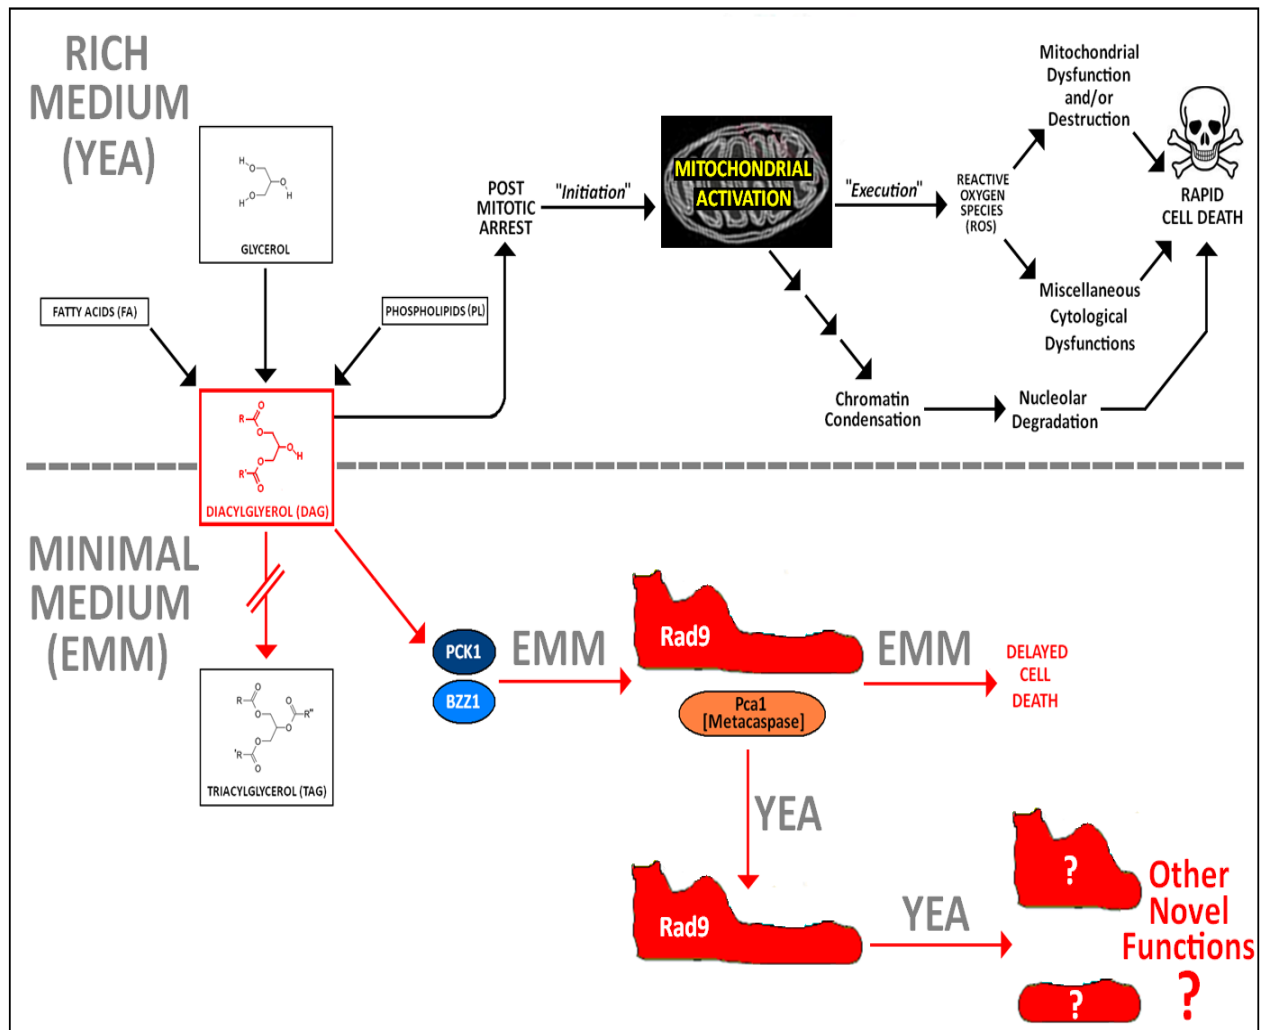 RICH
MEDIUM
(YEA)
H
O
O
H
H
O
GLYCEROL
FATTY ACIDS (FA)
PHOSPHOLIPIDS (PL)
POST
MITOTIC
ARREST
"Initiation"
MITOCHONDRIAL
ACTIVATION
"Execution"
REACTIVE
OXYGEN
SPECIES
(ROS)
Mitochondrial
Dysfunction
and/or
Destruction
RAPID
CELL DEATH
Miscellaneous
Cytological
Dysfunctions
Chromatin
Condensation
Nucleolar
Degradation
O
R
O
O
H
R'
O
O
DIACYLGLYEROL (DAG)
MINIMAL
MEDIUM
(EMM)
O
R
O
O
R"
O
O
'R
O
TRIACYLGLYCEROL (TAG)
PCK1
BZZ1
EMM
Rad9
Pca1
[Metacaspase]
EMM
DELAYED
CELL
DEATH
YEA
Rad9
YEA
?
?
Other
Novel
Functions
?